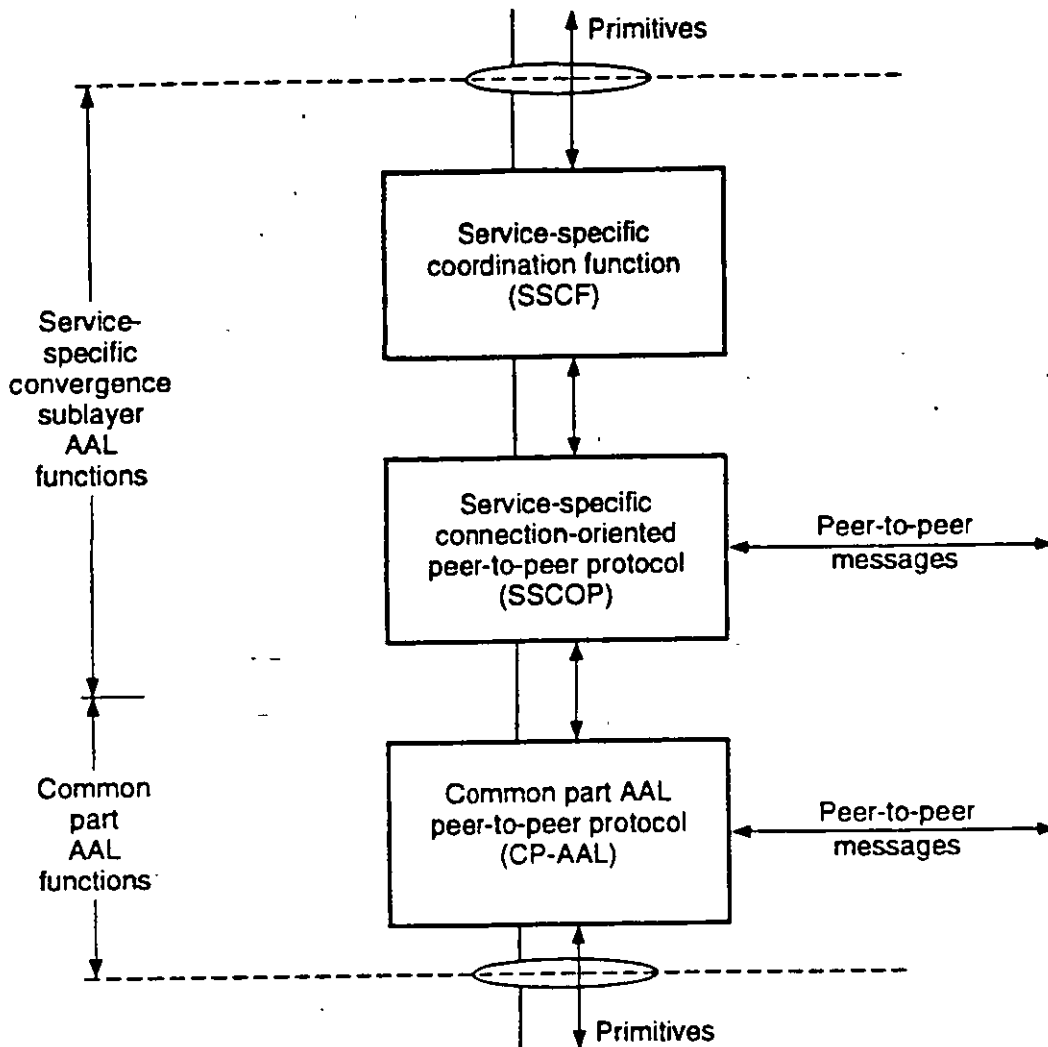 Primitives
Service-specific
coordination function
(SSCF)
Service-
specific
convergence
sublayer
AAL
functions
Service-specific
connection-oriented
peer-to-peer protocol
(SSCOP)
Peer-to-peer
messages
Common
part
AAL
functions
Common part AAL
peer-to-peer protocol
(CP-AAL)
Peer-to-peer
messages
Primitives